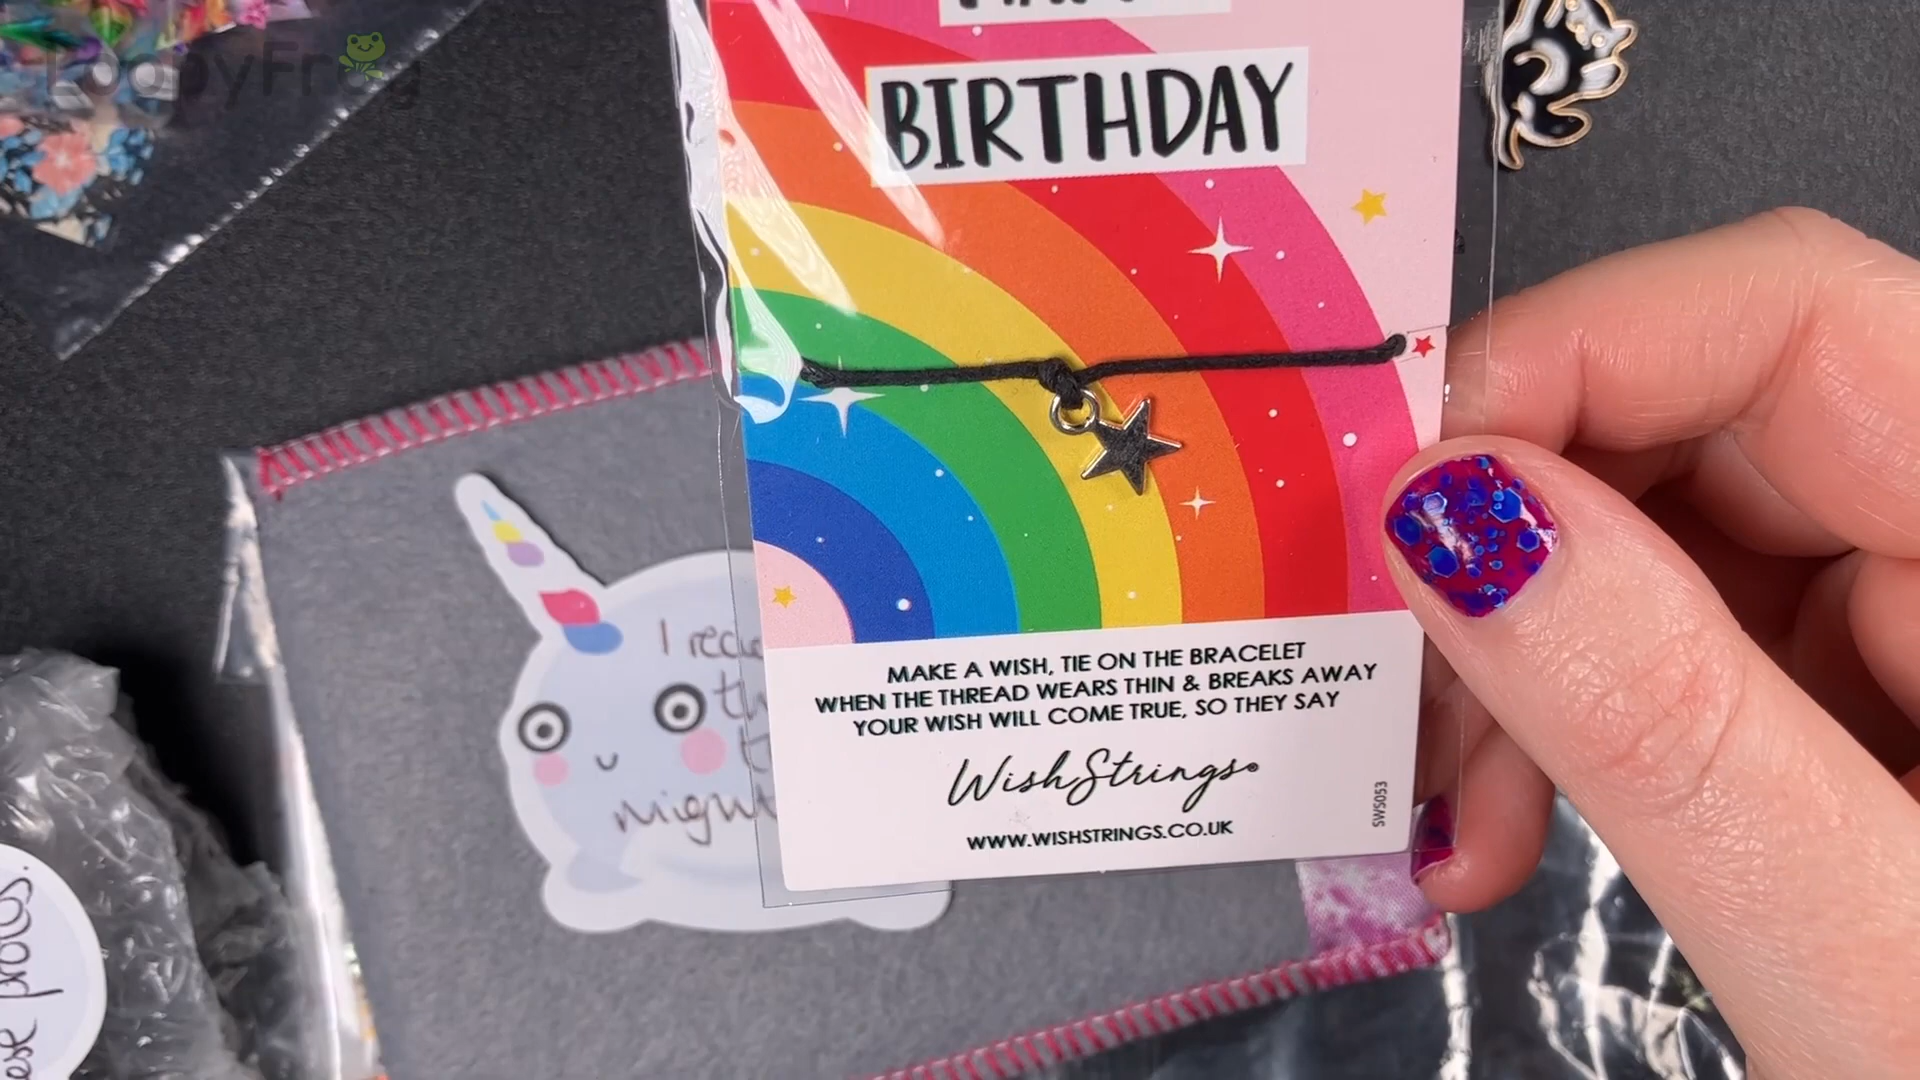 LoopyFrog
BIRTHDAY
MAKE A WISH, TIE ON THE BRACELET
WHEN THE THREAD WEARS THIN & BREAKS AWAY
YOUR WISH WILL COME TRUE, SO THEY SAY
WishStrings®
WWW.WISHSTRINGS.CO.UK
SWS053
I